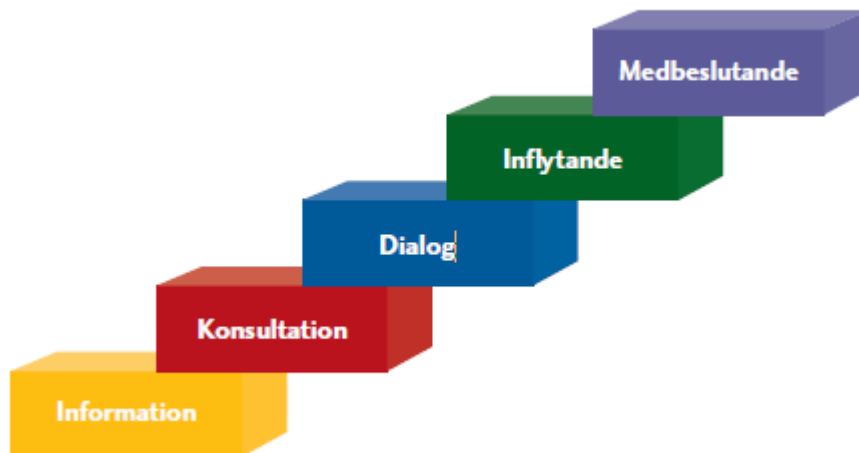 Medbeslutande
Inflytande
Dialog
Konsultation
Information